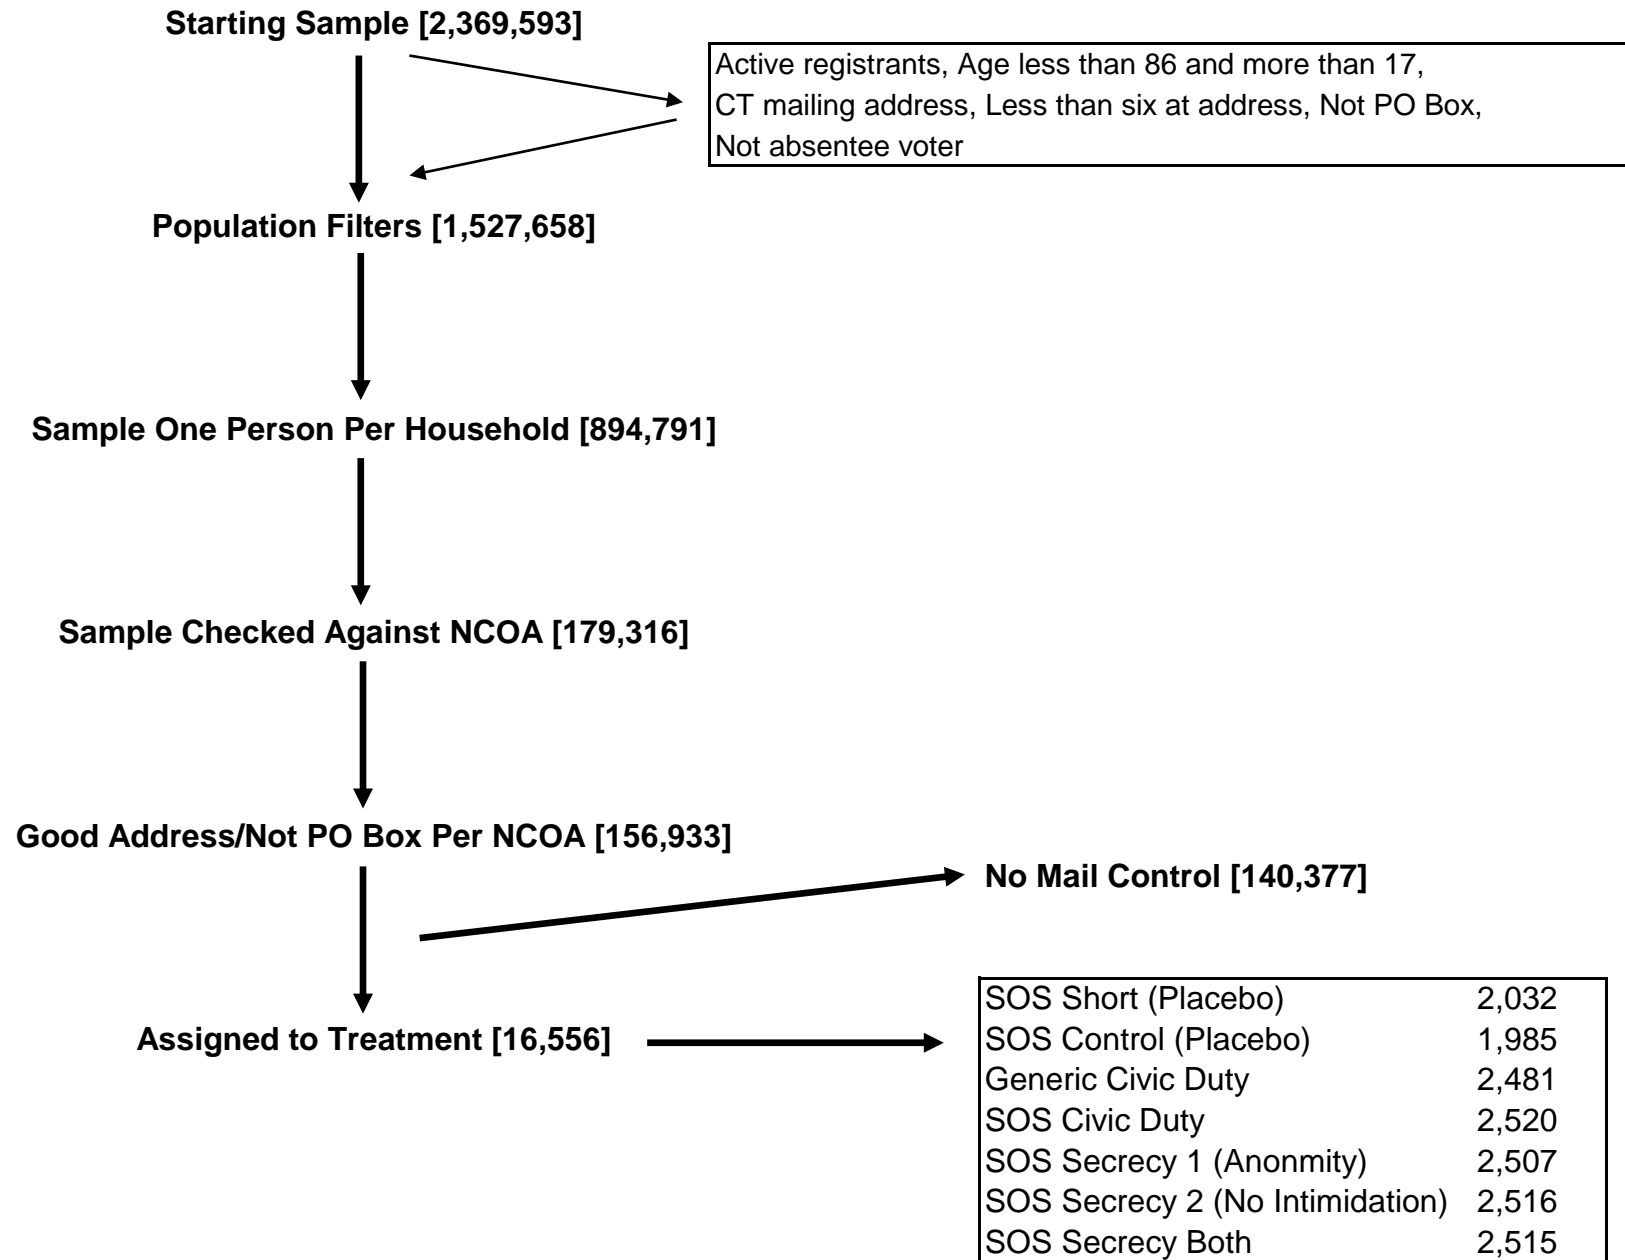 Starting Sample [2,369,593]
Active registrants, Age less than 86 and more than 17,
CT mailing address, Less than six at address, Not PO Box,
Not absentee voter
Population Filters [1,527,658]
Sample One Person Per Household [894,791]
Sample Checked Against NCOA [179,316]
Good Address/Not PO Box Per NCOA [156,933]
No Mail Control [140,377]
Assigned to Treatment [16,556]
SOS Short (Placebo) 2,032
SOS Control (Placebo) 1,985
Generic Civic Duty 2,481
SOS Civic Duty 2,520
SOS Secrecy 1 (Anonmity) 2,507
SOS Secrecy 2 (No Intimidation) 2,516
SOS Secrecy Both 2,515